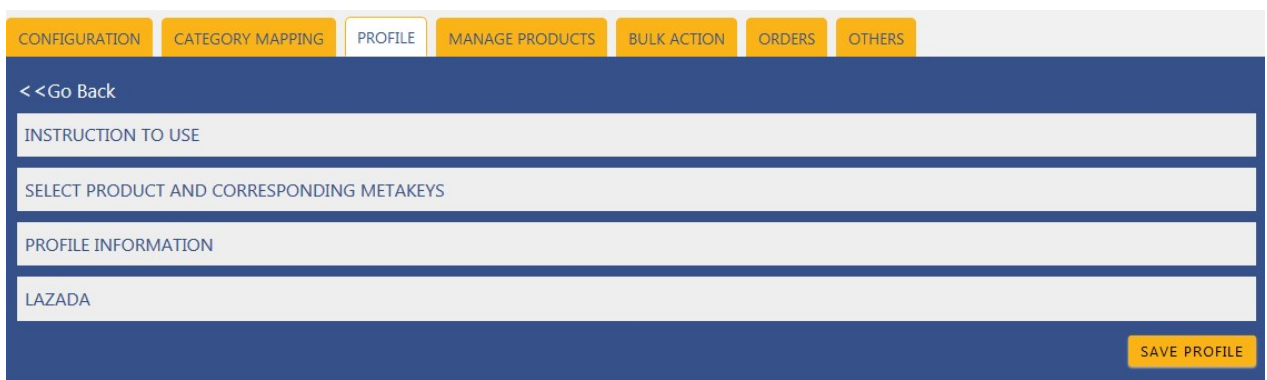 CONFIGURATION CATEGORY MAPPING PROFILE MANAGE PRODUCTS BULK ACTION ORDERS OTHERS
<<Go Back
INSTRUCTION TO USE
SELECT PRODUCT AND CORRESPONDING METAKEYS
PROFILE INFORMATION
LAZADA
SAVE PROFILE